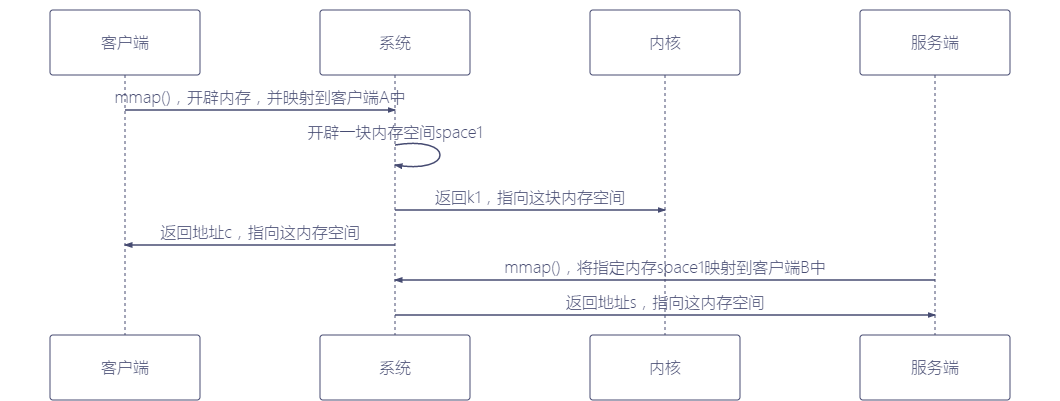 客户端
系统
内核
服务端
mmap()，开辟内存，并映射到客户端A中
开辟一块内存空间space1
返回k1，指向这块内存空间
返回地址c，指向这内存空间
mmap()，将指定内存space1映射到客户端B中
返回地址s，指向这内存空间
客户端
系统
内核
服务端